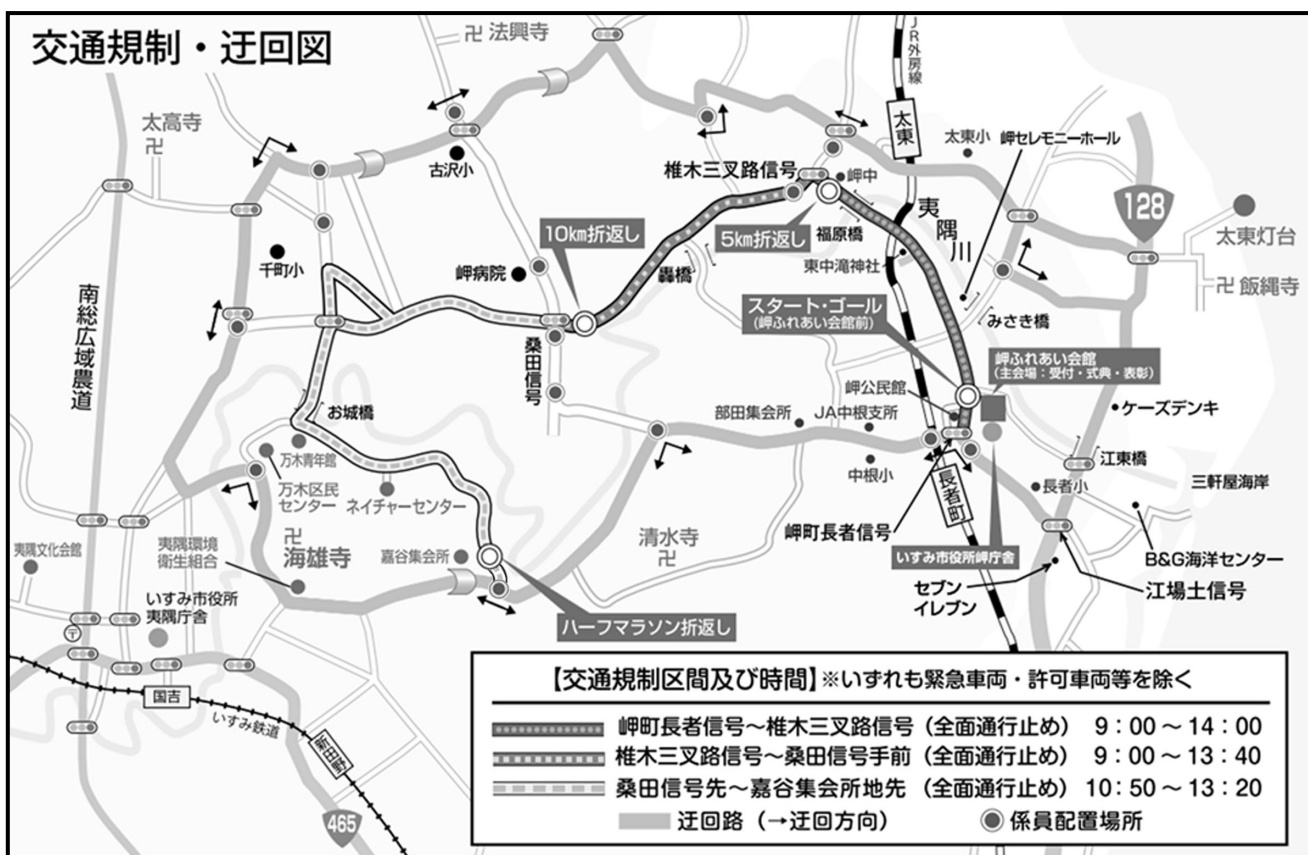 交通規制・迂回図
卍 法興寺
JR外房線
太高寺
卍
太東
太東小
岬セレモニーホール
古沢小
椎木三叉路信号
岬中
128
10km折返し
5km折返し
福原橋
夷隅川
太東灯台
千町小
岬病院
轟橋
東中滝神社
卍 飯縄寺
南総広域農道
スタート・ゴール
(岬ふれあい会館前)
みさき橋
桑田信号
岬ふれあい会館
(主会場：受付・式典・表彰)
岬公民館
お城橋
部田集会所
JA中根支所
ケーズデンキ
万木青年館
万木区民
センター
ネイチャーセンター
中根小
長者町
長者小
江東橋
三軒屋海岸
夷隅文化会館
夷隅環境
衛生組合
卍
海雄寺
嘉谷集会所
清水寺
卍
岬町長者信号
いすみ市役所岬庁舎
B&G海洋センター
セブン
イレブン
江場土信号
いすみ市役所
夷隅庁舎
ハーフマラソン折返し
〒
国吉
いすみ鉄道
新田野
465
【交通規制区間及び時間】※いずれも緊急車両・許可車両等を除く
岬町長者信号～椎木三叉路信号（全面通行止め） 9：00～14：00
椎木三叉路信号～桑田信号手前（全面通行止め） 9：00～13：40
桑田信号先～嘉谷集会所地先（全面通行止め） 10：50～13：20
迂回路（→迂回方向）
係員配置場所